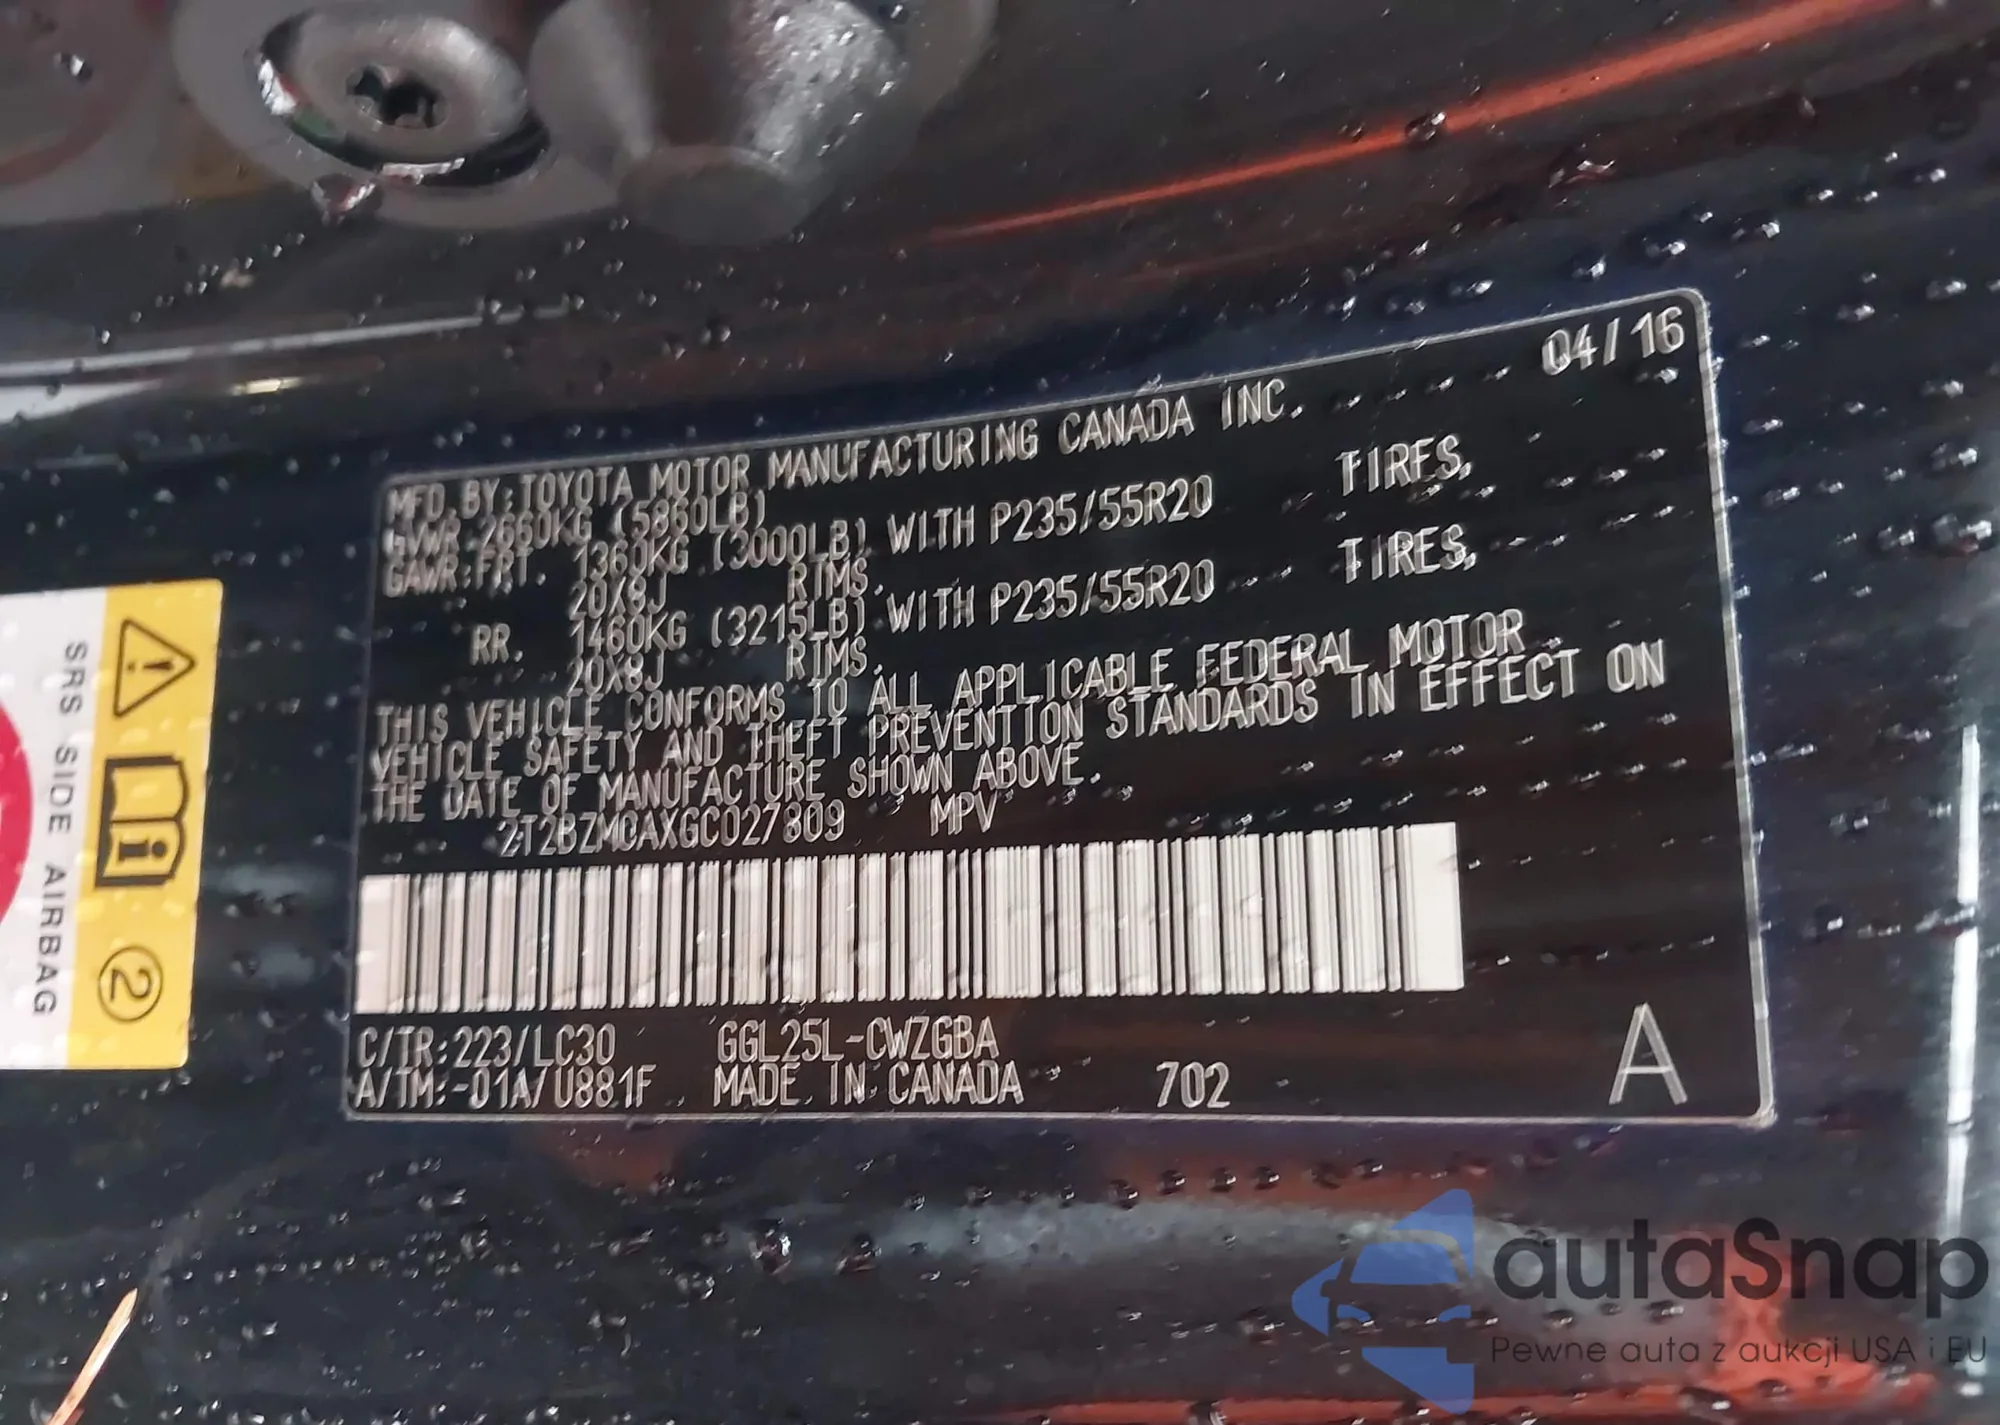 04/16
MFD.BY:TOYOTA MOTOR MANUFACTURING CANADA INC.
GVWR:2660KG (5860LB)
GAWR:FRT. 1360KG (3000LB) WITH P235/55R20 TIRES,
20X8J RIMS.
RR. 1460KG (3215LB) WITH P235/55R20 TIRES,
20X8J RIMS.
THIS VEHICLE CONFORMS TO ALL APPLICABLE FEDERAL MOTOR
VEHICLE SAFETY AND THEFT PREVENTION STANDARDS IN EFFECT ON
THE DATE OF MANUFACTURE SHOWN ABOVE.
2T2BZMCAXGC027809 MPV
C/TR:223/LC30 GGL25L-CWZGBA
A/TM:-01A/U881F MADE IN CANADA 702
A
SRS SIDE AIRBAG
2
autaSnap
Pewne auta z aukcji USA i EU